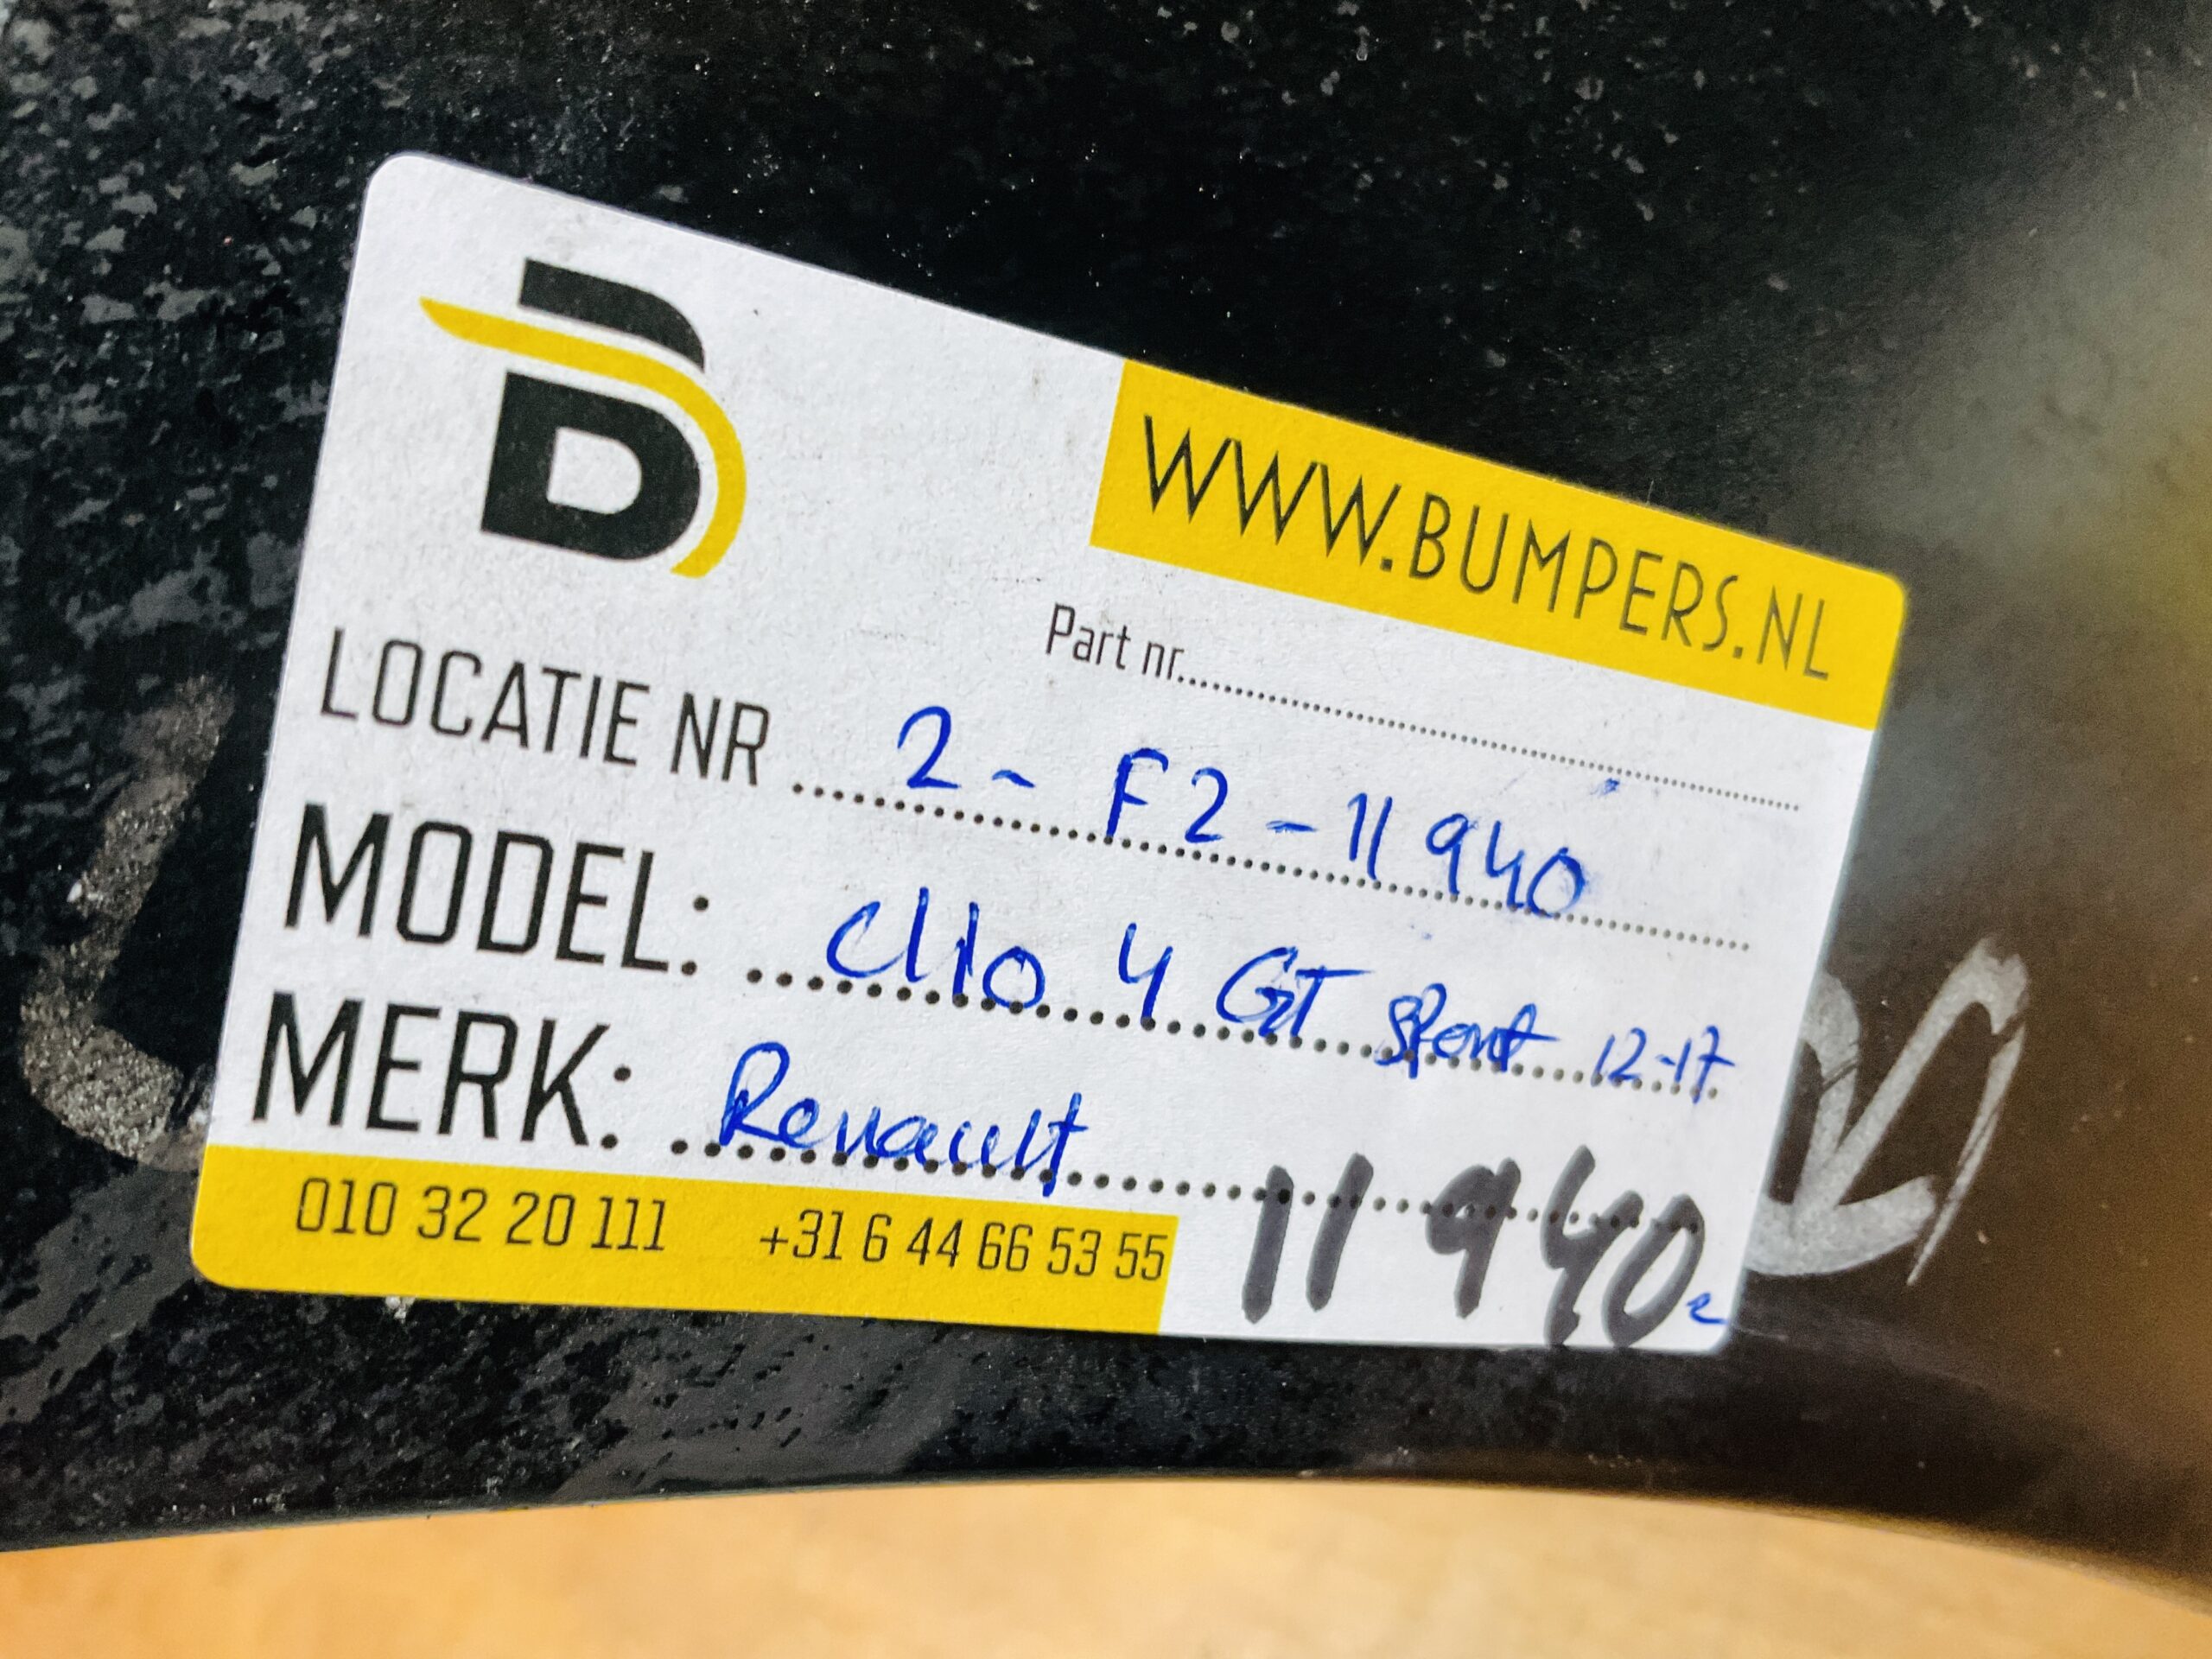 B
WWW.BUMPERS.NL
Part nr.
LOCATIE NR 2 - F2 - 11940
MODEL: Clio 4 GT Sport 12-17
MERK: Renault
010 32 20 111 +31 6 44 66 53 55
11940